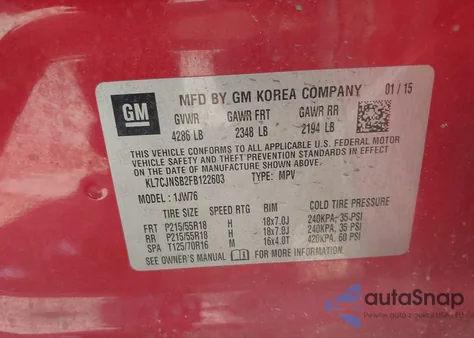 GM
MFD BY GM KOREA COMPANY 01/15
GVWR GAWR FRT GAWR RR
4286 LB 2348 LB 2194 LB
THIS VEHICLE CONFORMS TO ALL APPLICABLE U.S. FEDERAL MOTOR
VEHICLE SAFETY, BUMPER, AND THEFT PREVENTION STANDARDS IN EFFECT
ON THE DATE OF MANUFACTURE SHOWN ABOVE.
KL7CJNSB2FB122603 TYPE: MPV
MODEL: 1JW76
TIRE SIZE SPEED RTG RIM COLD TIRE PRESSURE
FRT P215/55R18 H 18x7.0J 240KPA, 35 PSI
RR P215/55R18 H 18x7.0J 240KPA, 35 PSI
SPA T125/70R16 M 16x4.0T 420KPA, 60 PSI
SEE OWNER'S MANUAL FOR MORE INFORMATION.
autoSnap